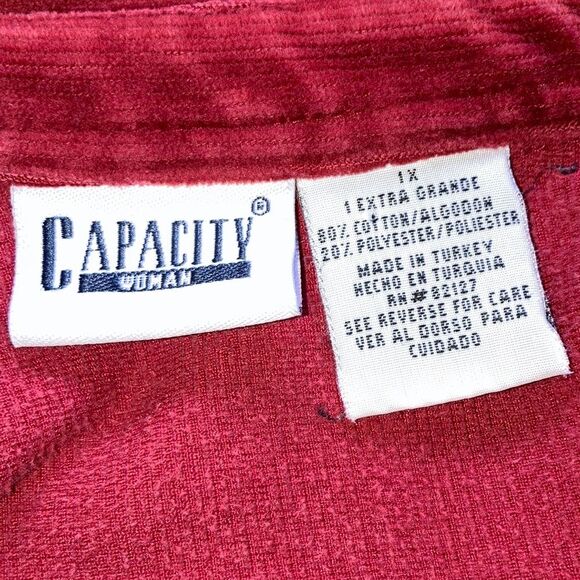 CAPACITY®
WOMAN
1X
1 EXTRA GRANDE
80% COTTON/ALGODON
20% POLYESTER/POLIESTER
MADE IN TURKEY
HECHO EN TURQUIA
RN# 82127
SEE REVERSE FOR CARE
VER AL DORSO PARA
CUIDADO